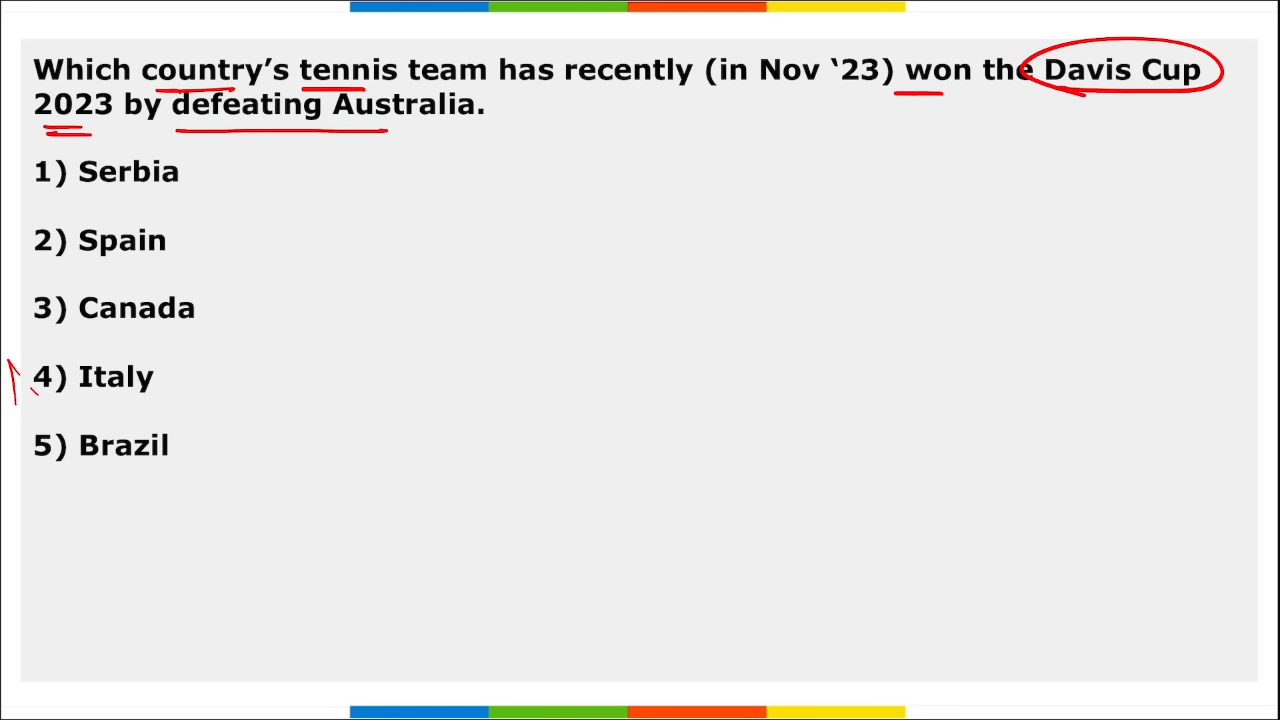 Which country’s tennis team has recently (in Nov ‘23) won the Davis Cup
2023 by defeating Australia.
1) Serbia
2) Spain
3) Canada
4) Italy
5) Brazil